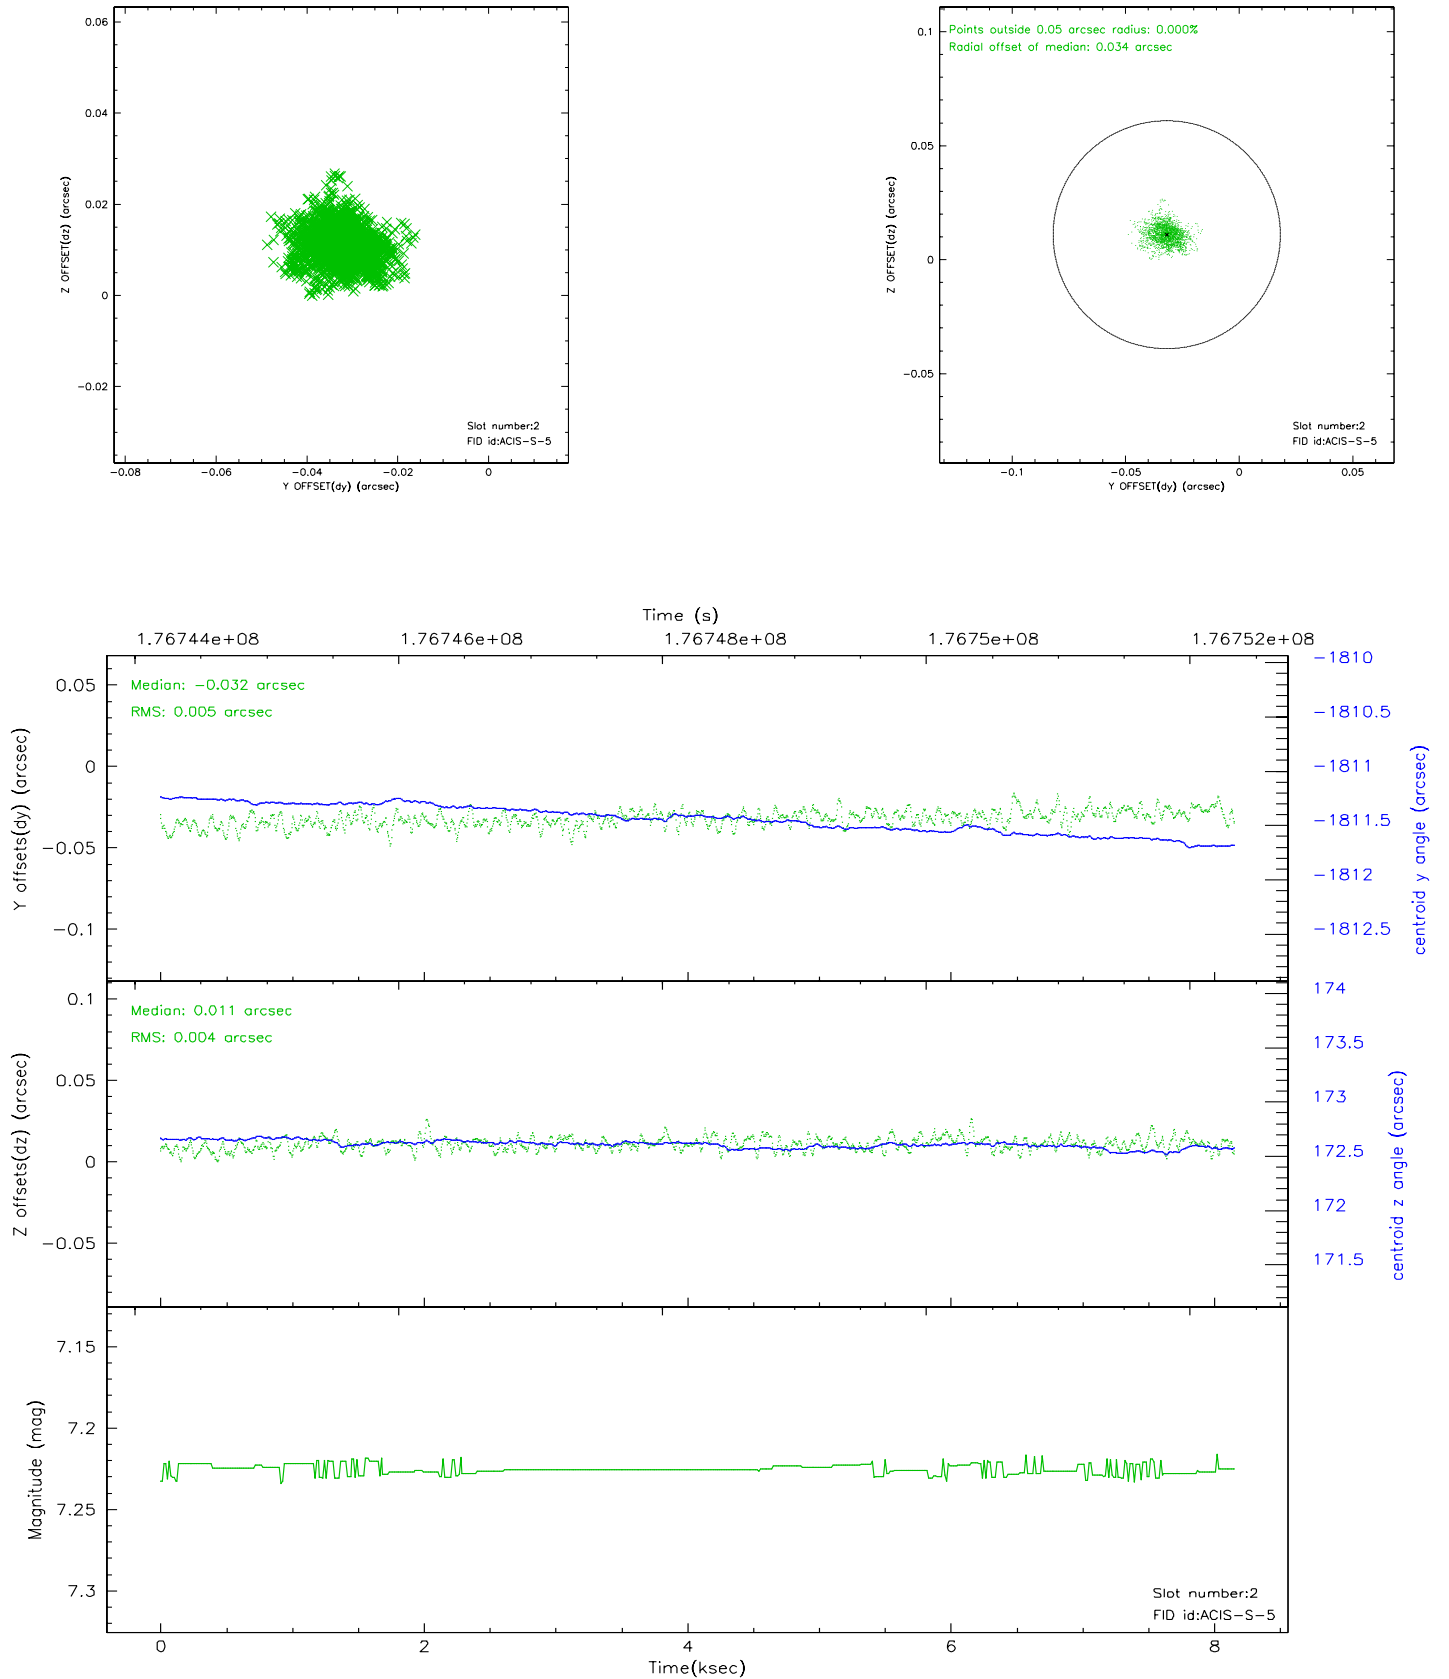 0.06
0.04
0.02
0
−0.02
Z OFFSET(dz) (arcsec)
Slot number:2
FID id:ACIS−S−5
−0.08 −0.06 −0.04 −0.02 0
Y OFFSET(dy) (arcsec)
Points outside 0.05 arcsec radius: 0.000%
Radial offset of median: 0.034 arcsec
0.1
0.05
0
−0.05
Z OFFSET(dz) (arcsec)
Slot number:2
FID id:ACIS−S−5
−0.1 −0.05 0 0.05
Y OFFSET(dy) (arcsec)
Time (s)
1.76744e+08 1.76746e+08 1.76748e+08 1.7675e+08 1.76752e+08
Median: −0.032 arcsec
RMS: 0.005 arcsec
0.05
0
−0.05
−0.1
Y offsets(dy) (arcsec)
−1810
−1810.5
−1811
−1811.5
−1812
−1812.5
centroid y angle (arcsec)
Median: 0.011 arcsec
RMS: 0.004 arcsec
0.1
0.05
0
−0.05
Z offsets(dz) (arcsec)
174
173.5
173
172.5
172
171.5
centroid z angle (arcsec)
7.15
7.2
7.25
7.3
Magnitude (mag)
Slot number:2
FID id:ACIS−S−5
0 2 4 6 8
Time(ksec)